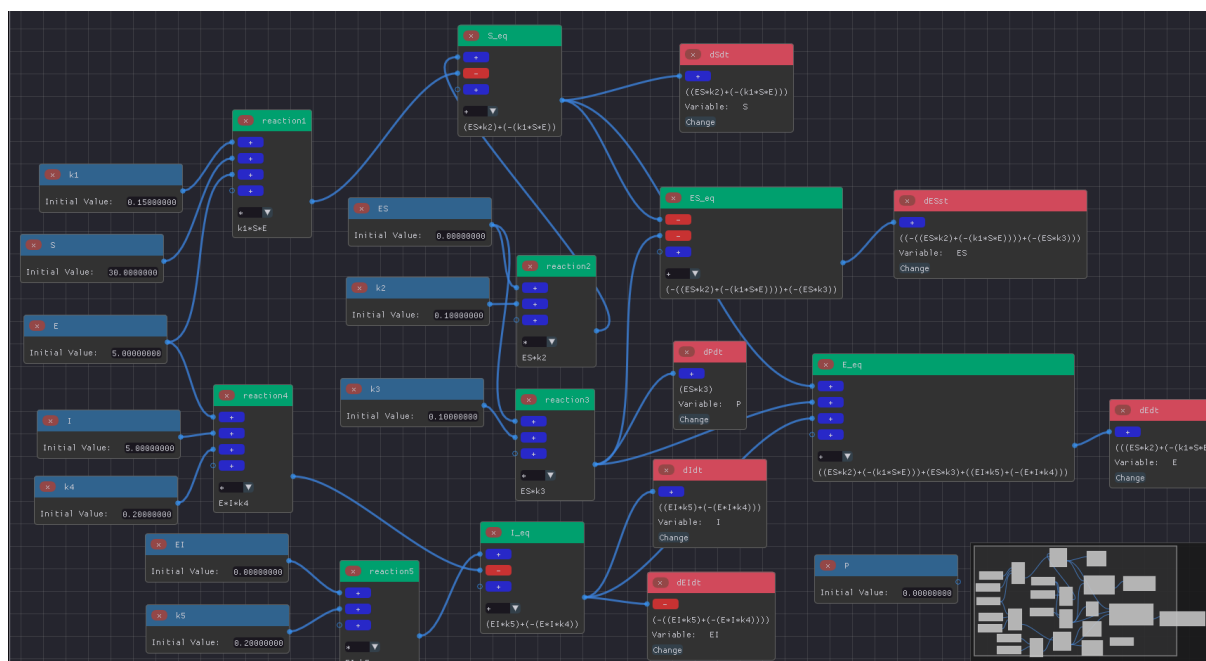 S_eq
+
-
+
+
(ES*k2)+(-(k1*S*E))
dSdt
+
((ES*k2)+(-(k1*S*E)))
Variable: S
Change
reaction1
+
+
+
+
*
k1*S*E
k1
Initial Value: 0.15000000
S
Initial Value: 30.0000000
E
Initial Value: 5.00000000
ES
Initial Value: 0.00000000
k2
Initial Value: 0.10000000
reaction2
+
+
+
*
ES*k2
ES_eq
-
-
+
+
(-((ES*k2)+(-(k1*S*E))))+(-(ES*k3))
dESst
+
((-((ES*k2)+(-(k1*S*E))))+(-(ES*k3)))
Variable: ES
Change
k3
Initial Value: 0.10000000
reaction3
+
+
+
*
ES*k3
dPdt
+
(ES*k3)
Variable: P
Change
E_eq
+
+
+
+
+
((ES*k2)+(-(k1*S*E)))+(ES*k3)+((EI*k5)+(-(E*I*k4)))
dEdt
+
(((ES*k2)+(-(k1*S*E
Variable: E
Change
reaction4
+
+
+
+
*
E*I*k4
I
Initial Value: 5.00000000
k4
Initial Value: 0.20000000
EI
Initial Value: 0.00000000
k5
Initial Value: 0.20000000
reaction5
+
+
+
*
I_eq
+
-
+
+
(EI*k5)+(-(E*I*k4))
dIdt
+
((EI*k5)+(-(E*I*k4)))
Variable: I
Change
dEIdt
-
(-((EI*k5)+(-(E*I*k4))))
Variable: EI
Change
P
Initial Value: 0.00000000